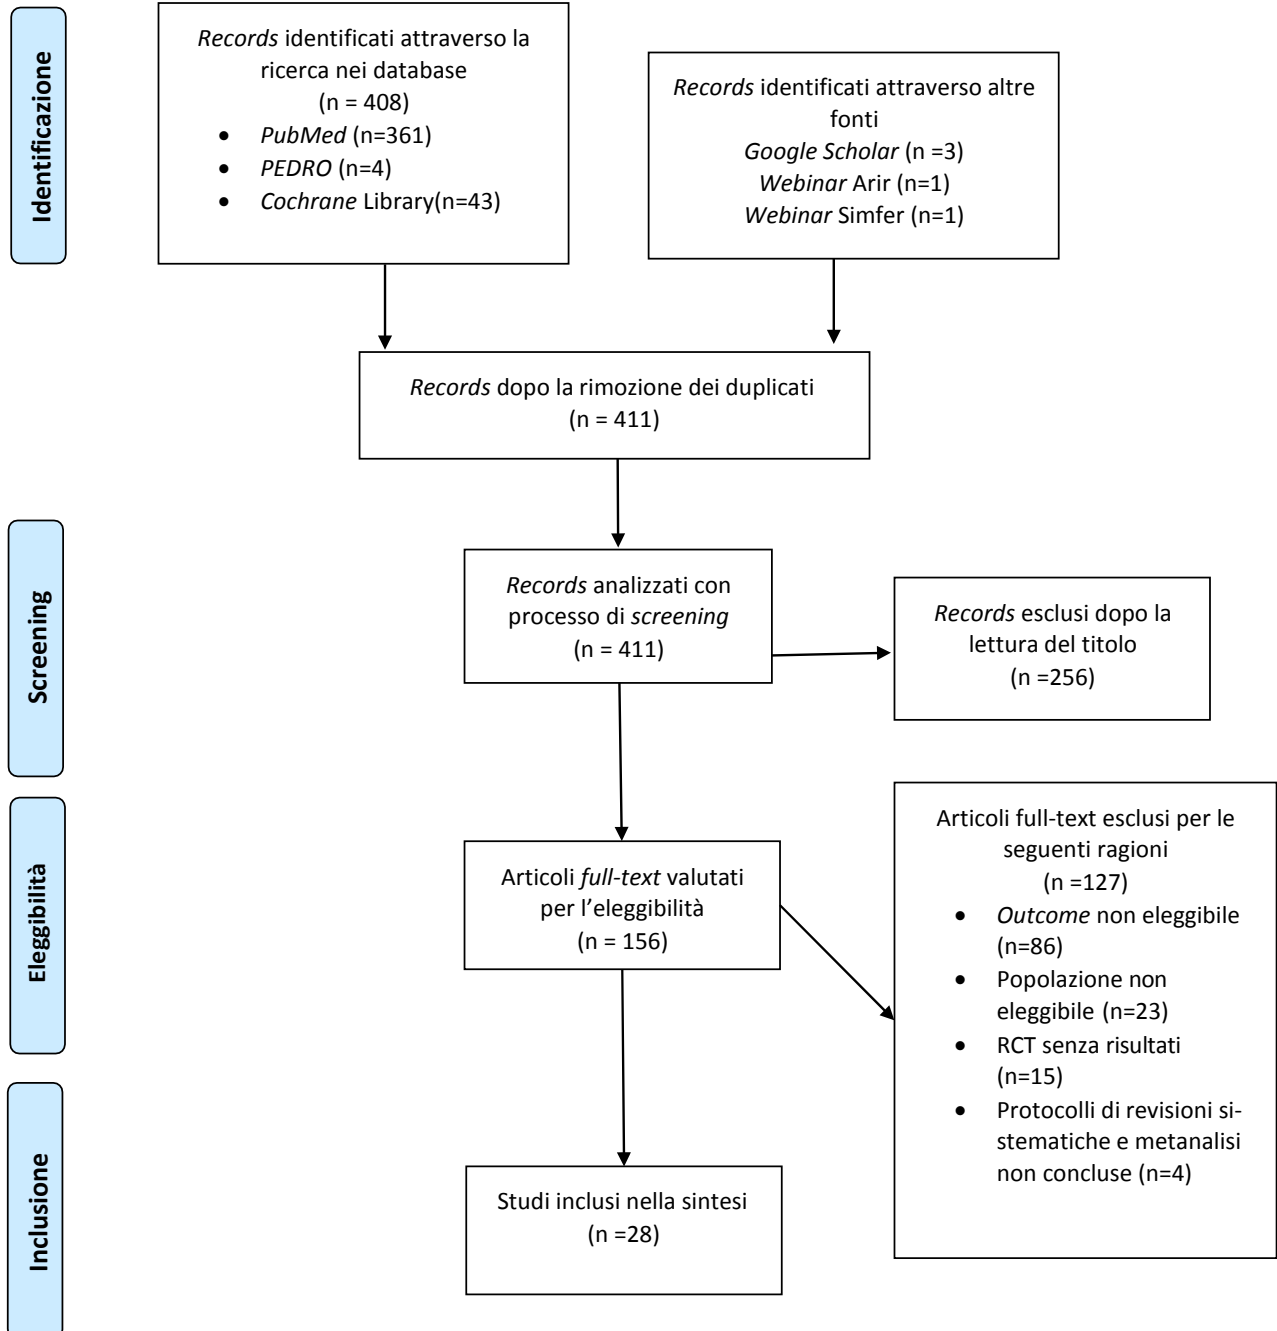 Identificazione
Records identificati attraverso la
ricerca nei database
(n = 408)
• PubMed (n=361)
• PEDRO (n=4)
• Cochrane Library(n=43)
Records identificati attraverso altre
fonti
Google Scholar (n =3)
Webinar Arir (n=1)
Webinar Simfer (n=1)
Records dopo la rimozione dei duplicati
(n = 411)
Screening
Records analizzati con
processo di screening
(n = 411)
Records esclusi dopo la
lettura del titolo
(n =256)
Eleggibilità
Articoli full-text valutati
per l'eleggibilità
(n = 156)
Articoli full-text esclusi per le
seguenti ragioni
(n =127)
• Outcome non eleggibile
(n=86)
• Popolazione non
eleggibile (n=23)
• RCT senza risultati
(n=15)
• Protocolli di revisioni si-
stematiche e metanalisi
non concluse (n=4)
Inclusione
Studi inclusi nella sintesi
(n =28)